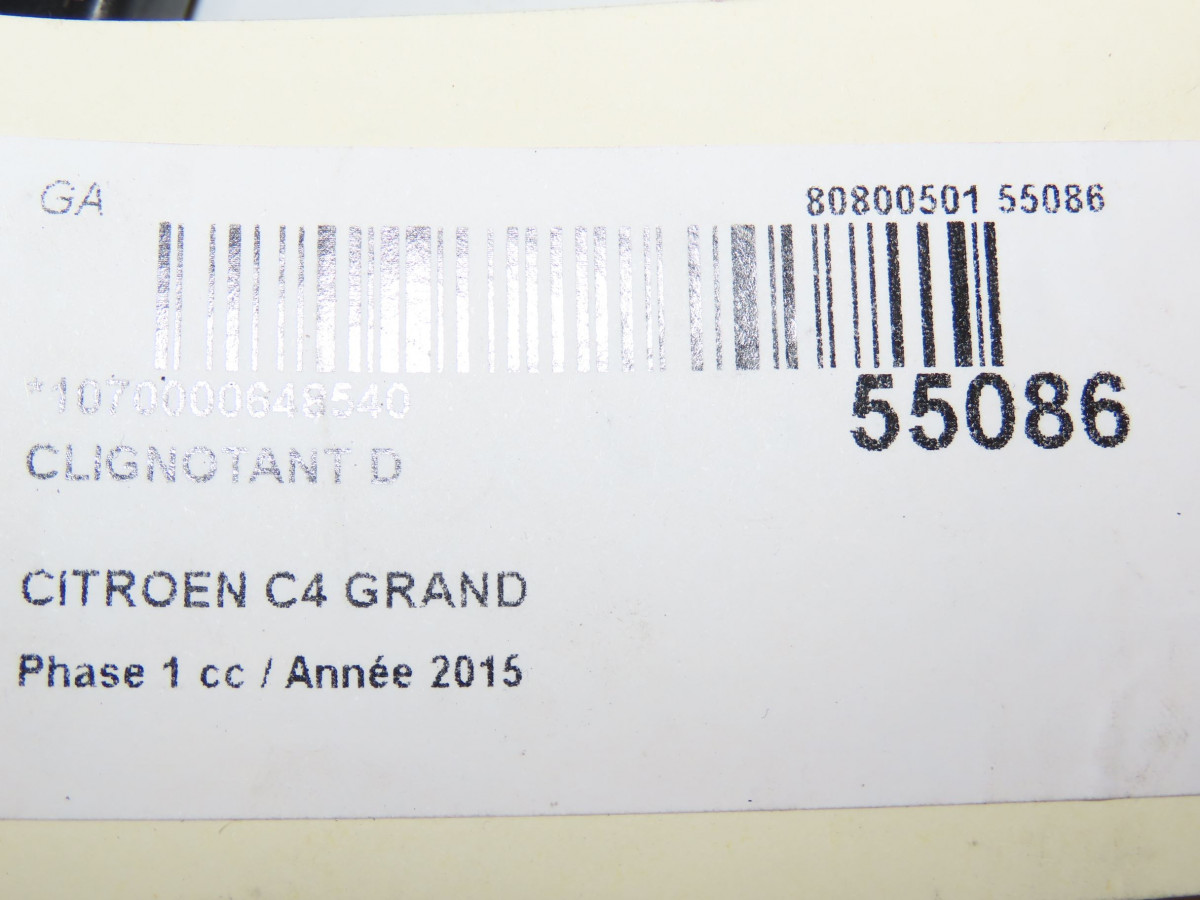 GA
80800501 55086
*1070000648540
55086
CLIGNOTANT D
CITROEN C4 GRAND
Phase 1 cc / Année 2015